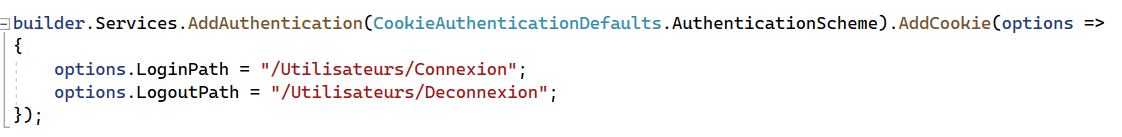 builder.Services.AddAuthentication(CookieAuthenticationDefaults.AuthenticationScheme).AddCookie(options =>
{
    options.LoginPath = "/Utilisateurs/Connexion";
    options.LogoutPath = "/Utilisateurs/Deconnexion";
});